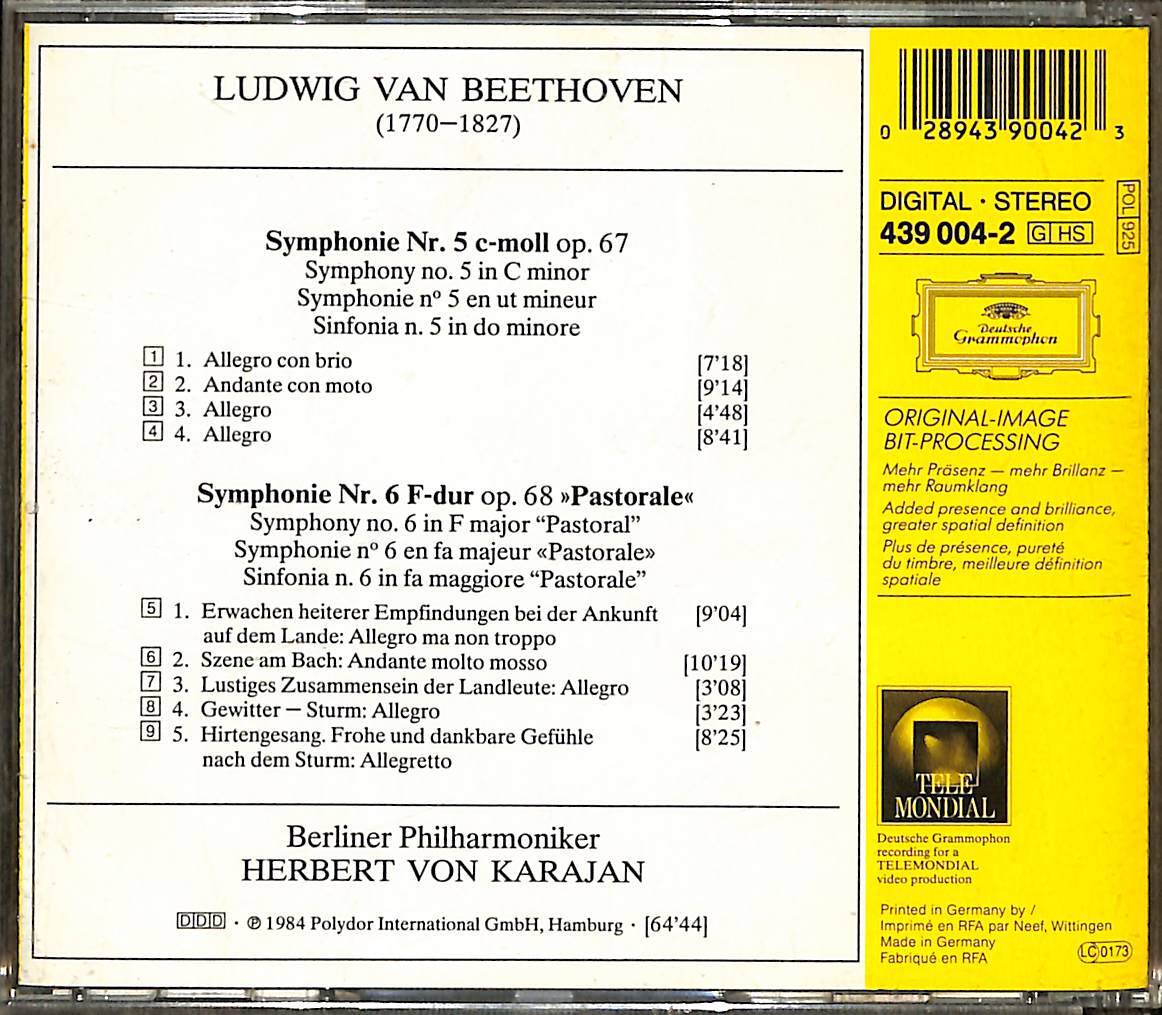 LUDWIG VAN BEETHOVEN
(1770–1827)
Symphonie Nr. 5 c-moll op. 67
Symphony no. 5 in C minor
Symphonie nº 5 en ut mineur
Sinfonia n. 5 in do minore
1 1. Allegro con brio [7'18]
2 2. Andante con moto [9'14]
3 3. Allegro [4'48]
4 4. Allegro [8'41]
Symphonie Nr. 6 F-dur op. 68 »Pastorale«
Symphony no. 6 in F major “Pastoral”
Symphonie nº 6 en fa majeur «Pastorale»
Sinfonia n. 6 in fa maggiore “Pastorale”
5 1. Erwachen heiterer Empfindungen bei der Ankunft [9'04]
auf dem Lande: Allegro ma non troppo
6 2. Szene am Bach: Andante molto mosso [10'19]
7 3. Lustiges Zusammensein der Landleute: Allegro [3'08]
8 4. Gewitter – Sturm: Allegro [3'23]
9 5. Hirtengesang. Frohe und dankbare Gefühle [8'25]
nach dem Sturm: Allegretto
Berliner Philharmoniker
HERBERT VON KARAJAN
DDD · ℗ 1984 Polydor International GmbH, Hamburg · [64'44]
0 28943 90042 3
DIGITAL · STEREO
439 004-2 G HS
POL 925
Deutsche
Grammophon
ORIGINAL-IMAGE
BIT-PROCESSING
Mehr Präsenz – mehr Brillanz –
mehr Raumklang
Added presence and brilliance,
greater spatial definition
Plus de présence, pureté
du timbre, meilleure définition
spatiale
TELE
MONDIAL
Deutsche Grammophon
recording for a
TELEMONDIAL
video production
Printed in Germany by /
Imprimé en RFA par Neef, Wittingen
Made in Germany
Fabriqué en RFA
LC 0173